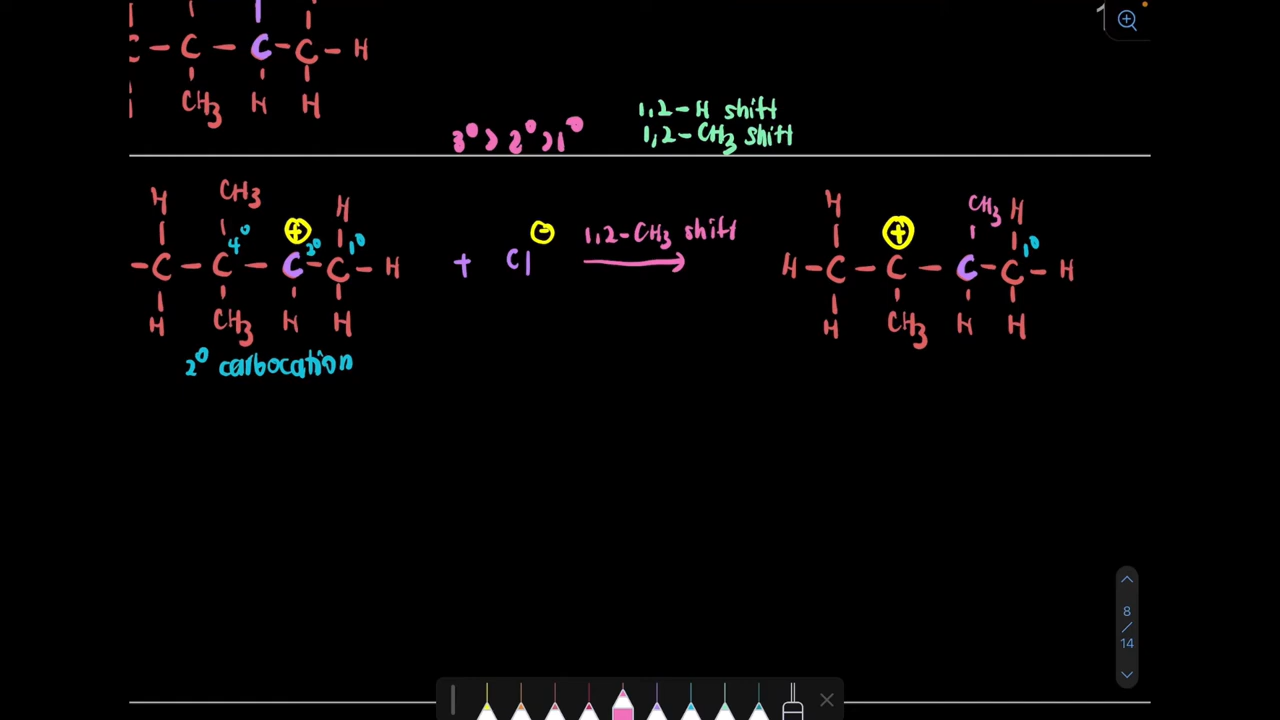 C – C – C – C – H
CH3 H H
3° > 2° > 1°
1,2 – H shift
1,2 – CH3 shift
H CH3 ⊕ H
– C – C 4° – C 2° – C 1° – H
H CH3 H H
2° carbocation
+ Cl ⊖
1,2 – CH3 shift
H ⊕ CH3 H
H – C – C – C – C 1° – H
H CH3 H H
8
/
14